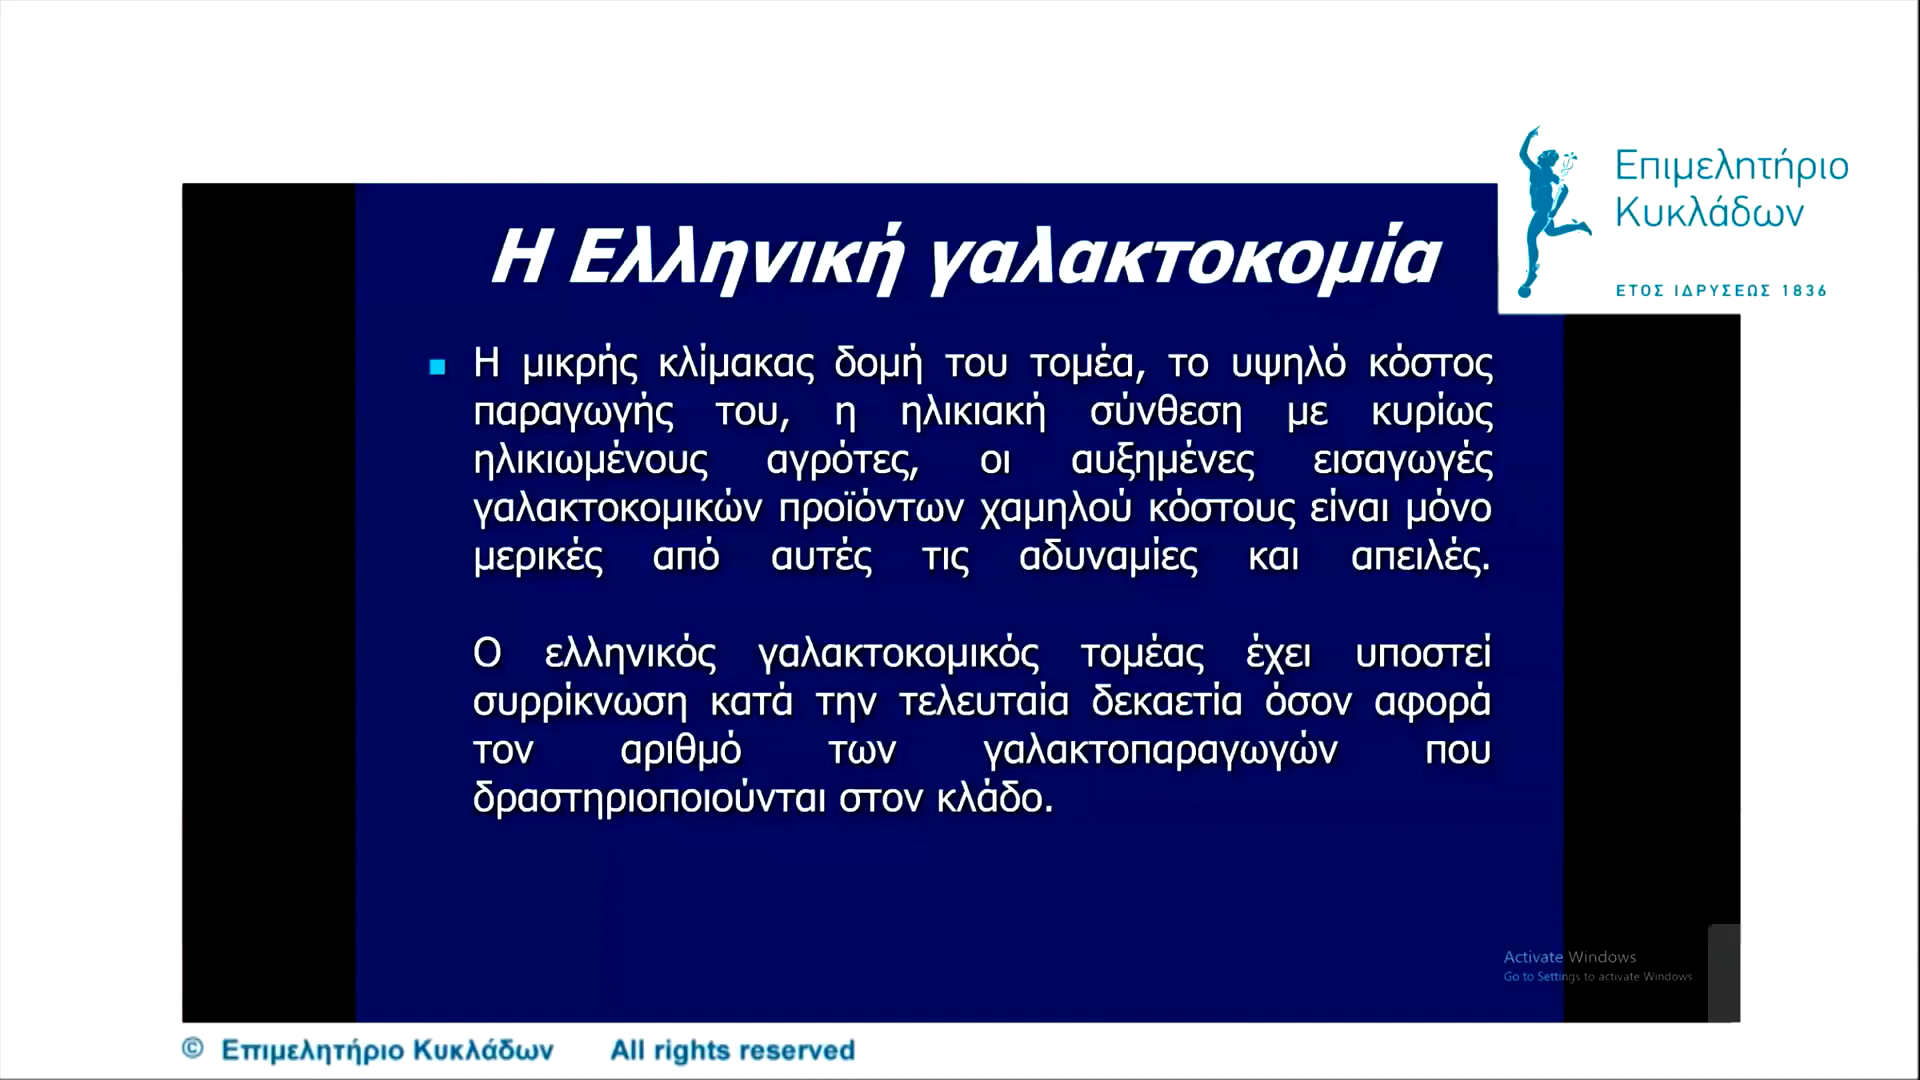 Επιμελητήριο
Κυκλάδων
ΕΤΟΣ ΙΔΡΥΣΕΩΣ 1836
Η Ελληνική γαλακτοκομία
Η μικρής κλίμακας δομή του τομέα, το υψηλό κόστος
παραγωγής του, η ηλικιακή σύνθεση με κυρίως
ηλικιωμένους αγρότες, οι αυξημένες εισαγωγές
γαλακτοκομικών προϊόντων χαμηλού κόστους είναι μόνο
μερικές από αυτές τις αδυναμίες και απειλές.
Ο ελληνικός γαλακτοκομικός τομέας έχει υποστεί
συρρίκνωση κατά την τελευταία δεκαετία όσον αφορά
τον αριθμό των γαλακτοπαραγωγών που
δραστηριοποιούνται στον κλάδο.
Activate Windows
Go to Settings to activate Windows
© Επιμελητήριο Κυκλάδων All rights reserved